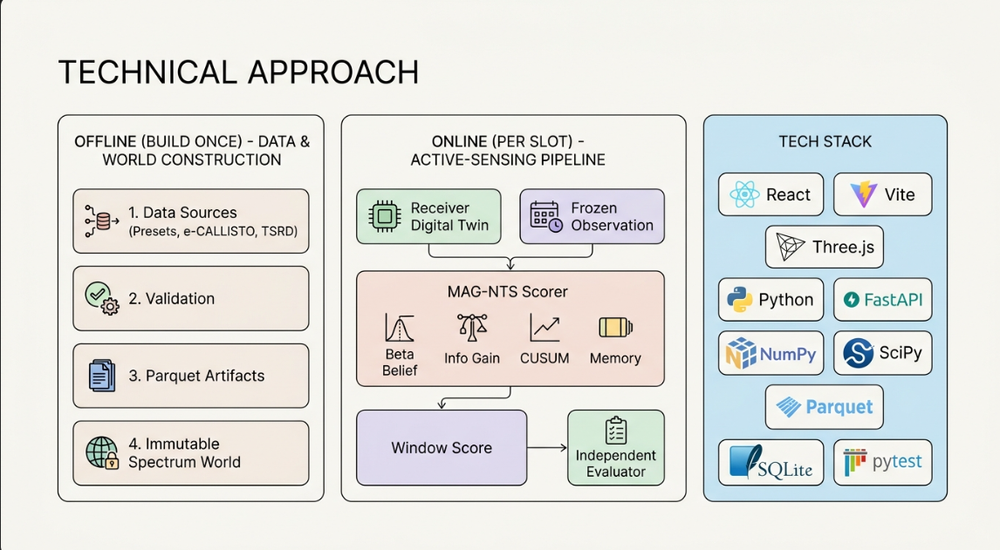 TECHNICAL APPROACH
OFFLINE (BUILD ONCE) - DATA &
WORLD CONSTRUCTION
1. Data Sources
(Presets, e-CALLISTO, TSRD)
2. Validation
3. Parquet Artifacts
4. Immutable
Spectrum World
ONLINE (PER SLOT) -
ACTIVE-SENSING PIPELINE
Receiver
Digital Twin
Frozen
Observation
MAG-NTS Scorer
Beta
Belief
Info Gain
CUSUM
Memory
Window Score
Independent
Evaluator
TECH STACK
React
Vite
Three.js
Python
FastAPI
NumPy
SciPy
Parquet
SQLite
pytest